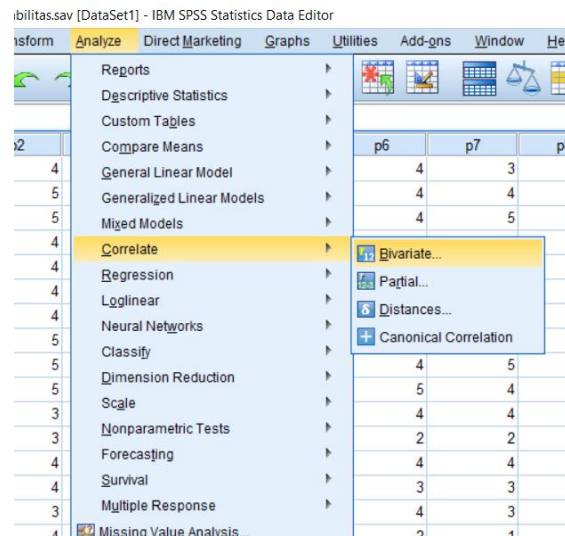 abilitas.sav [DataSet1] - IBM SPSS Statistics Data Editor
nsform Analyze Direct Marketing Graphs Utilities Add-ons Window He
Reports
Descriptive Statistics
Custom Tables
Compare Means
General Linear Model
Generalized Linear Models
Mixed Models
Correlate
Regression
Loglinear
Neural Networks
Classify
Dimension Reduction
Scale
Nonparametric Tests
Forecasting
Survival
Multiple Response
Missing Value Analysis...
Bivariate...
Partial...
Distances...
Canonical Correlation
p2 p6 p7 p
4 4 3
5 4 4
5 4 5
4
4
4
4
5
5 4 5
5 5 4
3 4 4
3 2 2
4 4 4
4 3 3
3 4 3
4 2 1